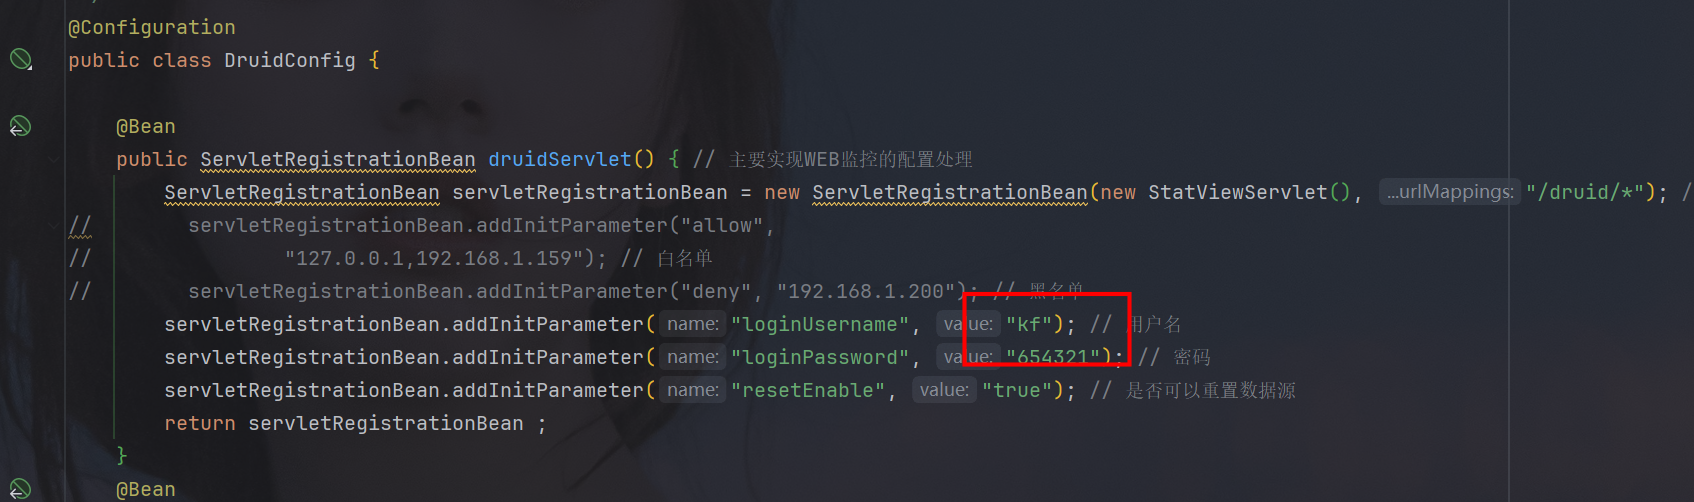 @Configuration
public class DruidConfig {
@Bean
public ServletRegistrationBean druidServlet() { // 主要实现WEB监控的配置处理
ServletRegistrationBean servletRegistrationBean = new ServletRegistrationBean(new StatViewServlet(), ...urlMappings: "/druid/*"); //
// servletRegistrationBean.addInitParameter("allow",
// "127.0.0.1,192.168.1.159"); // 白名单
// servletRegistrationBean.addInitParameter("deny", "192.168.1.200"); // 黑名单
servletRegistrationBean.addInitParameter( name: "loginUsername", value: "kf"); // 用户名
servletRegistrationBean.addInitParameter( name: "loginPassword", value: "654321"); // 密码
servletRegistrationBean.addInitParameter( name: "resetEnable", value: "true"); // 是否可以重置数据源
return servletRegistrationBean ;
}
@Bean